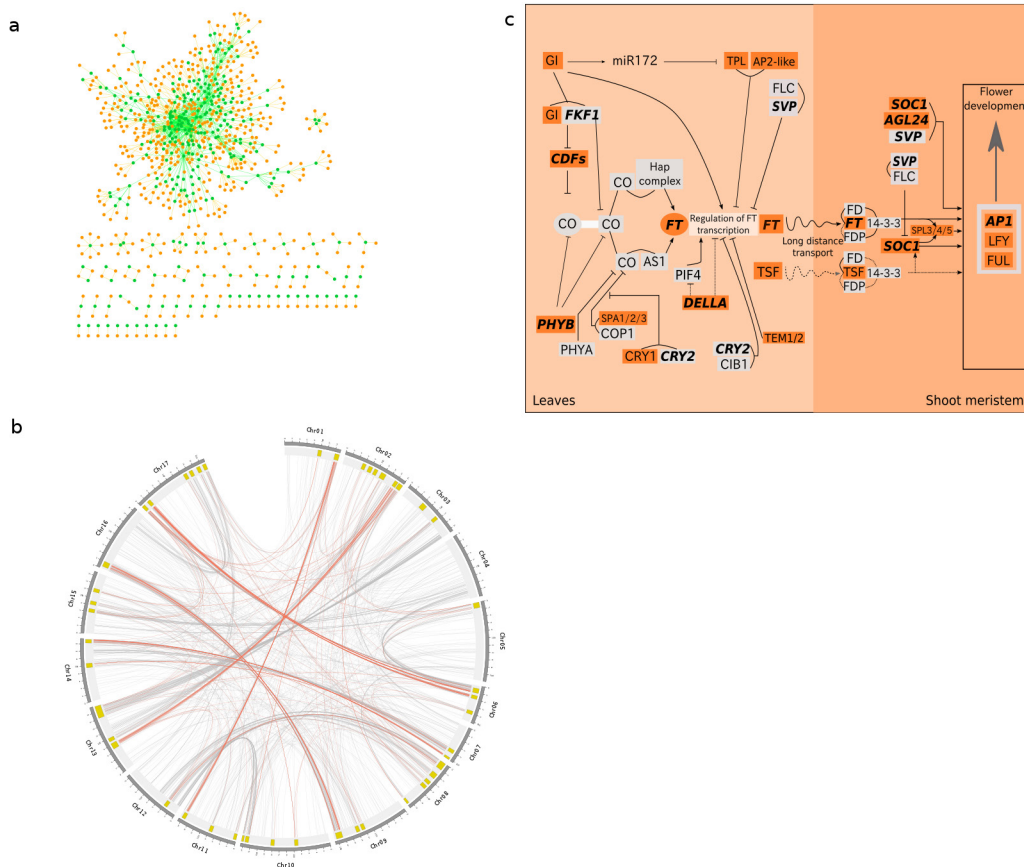 a
c
GI
miR172
TPL
AP2-like
FLC
SVP
GI FKF1
CDFs
Hap
complex
CO
CO
CO
FT
Regulation of FT
transcription
FT
CO AS1
PIF4
DELLA
Long distance
transport
TSF
PHYB
PHYA
SPA1/2/3
COP1
CRY1 CRY2
CRY2
CIB1
TEM1/2
Leaves
SOC1
AGL24
SVP
SVP
FLC
FD
FT 14-3-3
FDP
SPL3/4/5
SOC1
FD
TSF 14-3-3
FDP
Flower
development
AP1
LFY
FUL
Shoot meristem
b
Chr01
Chr02
Chr03
Chr04
Chr05
Chr06
Chr07
Chr08
Chr09
Chr10
Chr11
Chr12
Chr13
Chr14
Chr15
Chr16
Chr17